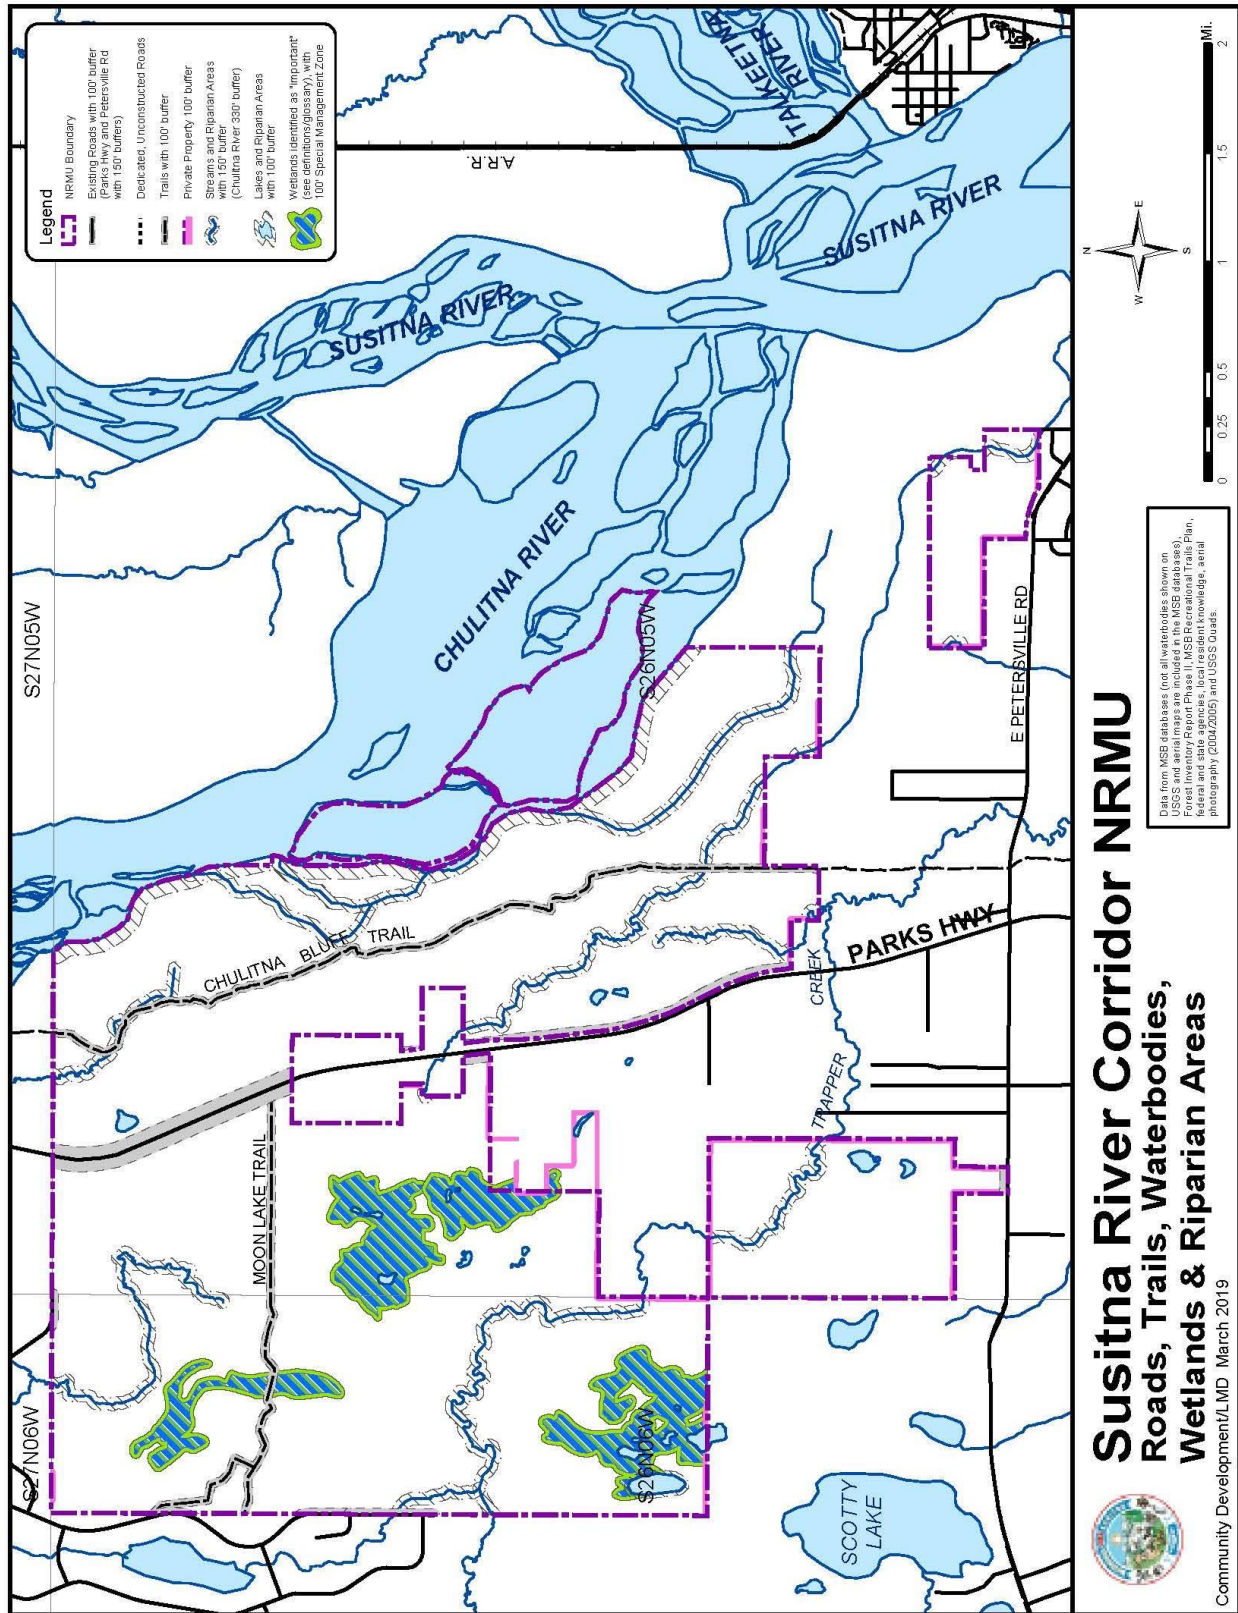 Legend
NRMU Boundary
Existing Roads with 100' buffer
(Parks Hwy and Petersville Rd
with 150' buffers)
Dedicated, Unconstructed Roads
Trails with 100' buffer
Private Property 100' buffer
Streams and Riparian Areas
with 150' buffer
(Chulitna River 330' buffer)
Lakes and Riparian Areas
with 100' buffer
Wetlands identified as "Important"
(see definitions/glossary), with
100' Special Management Zone
S27N06W
S27N05W
SUSITNA RIVER
A.R.R.
TALKEETNA
RIVER
MOON LAKE TRAIL
CHULITNA BLUFF TRAIL
CHULITNA RIVER
SUSITNA RIVER
S26N06W
S26N05W
SCOTTY
LAKE
TRAPPER
CREEK
PARKS HWY
E PETERSVILLE RD
N
W
E
S
Susitna River Corridor NRMU
Roads, Trails, Waterbodies,
Wetlands & Riparian Areas
Data from MSB databases (not all waterbodies shown on
USGS and aerial maps are included in the MSB databases),
Forest Inventory Report Phase II, MSB Recreational Trails Plan,
federal and state agencies, local resident knowledge, aerial
photography (2004/2005) and USGS Quads.
0 0.25 0.5 1 1.5 2
Mi.
Community Development/LMD March 2019